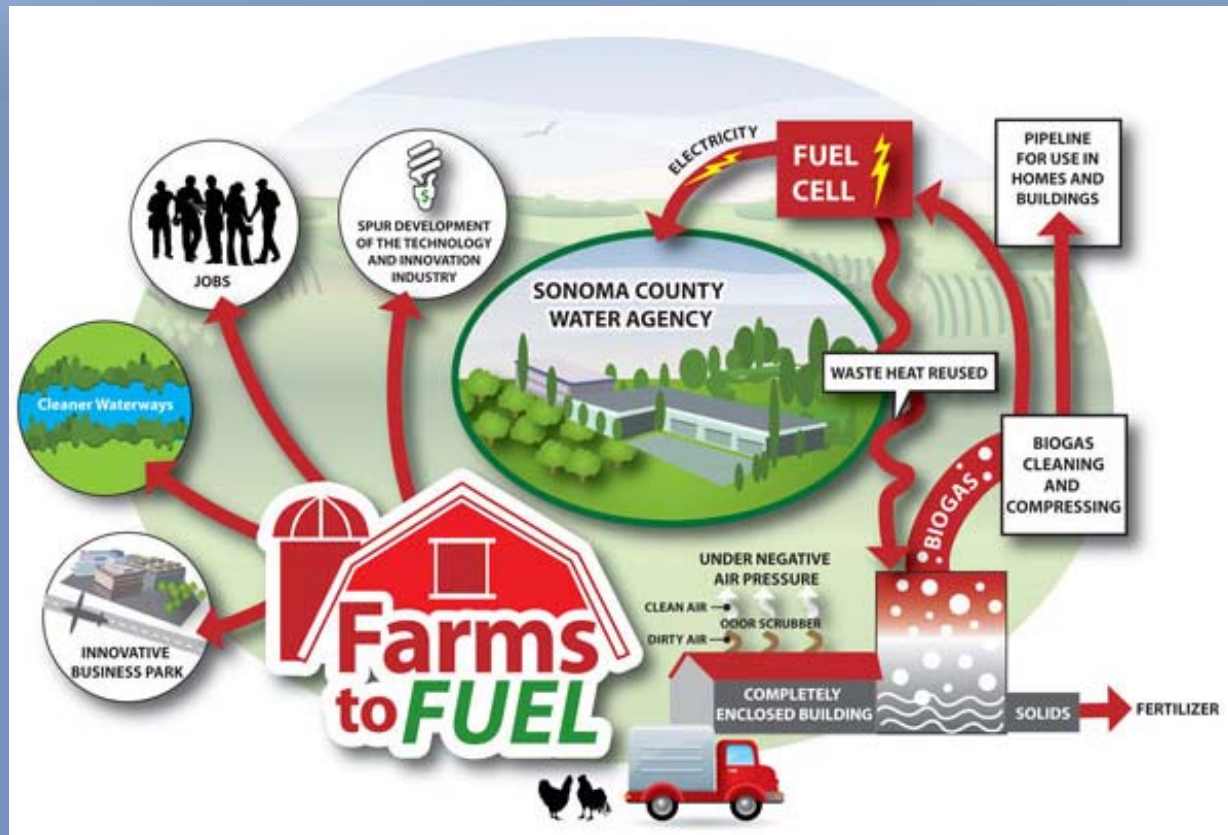 JOBS
$
SPUR DEVELOPMENT
OF THE TECHNOLOGY
AND INNOVATION
INDUSTRY
ELECTRICITY
FUEL
CELL
PIPELINE
FOR USE IN
HOMES AND
BUILDINGS
SONOMA COUNTY
WATER AGENCY
Cleaner Waterways
WASTE HEAT REUSED
BIOGAS
CLEANING
AND
COMPRESSING
BIOGAS
INNOVATIVE
BUSINESS PARK
Farms
to FUEL
UNDER NEGATIVE
AIR PRESSURE
CLEAN AIR
ODOR SCRUBBER
DIRTY AIR
COMPLETELY
ENCLOSED BUILDING
SOLIDS
FERTILIZER